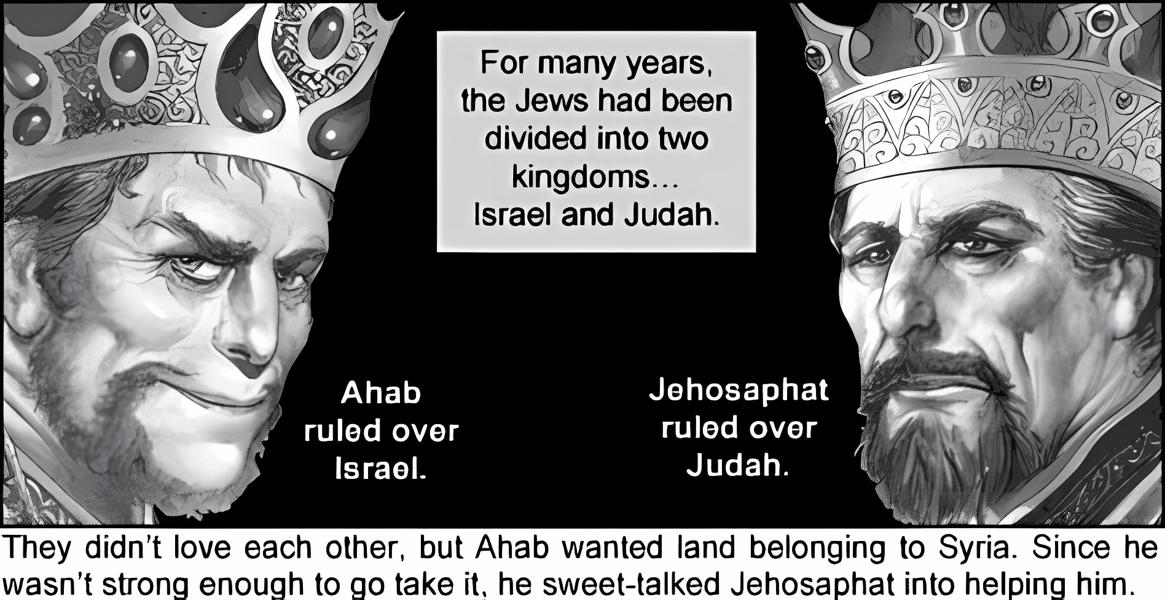 For many years,
the Jews had been
divided into two
kingdoms...
Israel and Judah.
Ahab
ruled over
Israel.
Jehosaphat
ruled over
Judah.
They didn't love each other, but Ahab wanted land belonging to Syria. Since he
wasn't strong enough to go take it, he sweet-talked Jehosaphat into helping him.